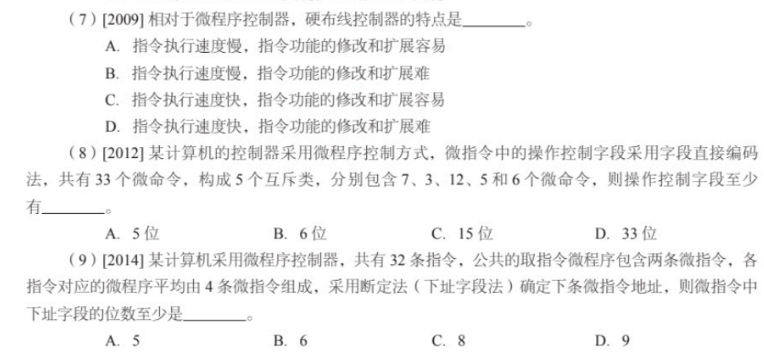 （7）[2009] 相对于微程序控制器，硬布线控制器的特点是________。
A. 指令执行速度慢，指令功能的修改和扩展容易
B. 指令执行速度慢，指令功能的修改和扩展难
C. 指令执行速度快，指令功能的修改和扩展容易
D. 指令执行速度快，指令功能的修改和扩展难
（8）[2012] 某计算机的控制器采用微程序控制方式，微指令中的操作控制字段采用字段直接编码
法，共有 33 个微命令，构成 5 个互斥类，分别包含 7、3、12、5 和 6 个微命令，则操作控制字段至少
有________。
A. 5 位 B. 6 位 C. 15 位 D. 33 位
（9）[2014] 某计算机采用微程序控制器，共有 32 条指令，公共的取指令微程序包含两条微指令，各
指令对应的微程序平均由 4 条微指令组成，采用断定法（下址字段法）确定下条微指令地址，则微指令中
下址字段的位数至少是________。
A. 5 B. 6 C. 8 D. 9